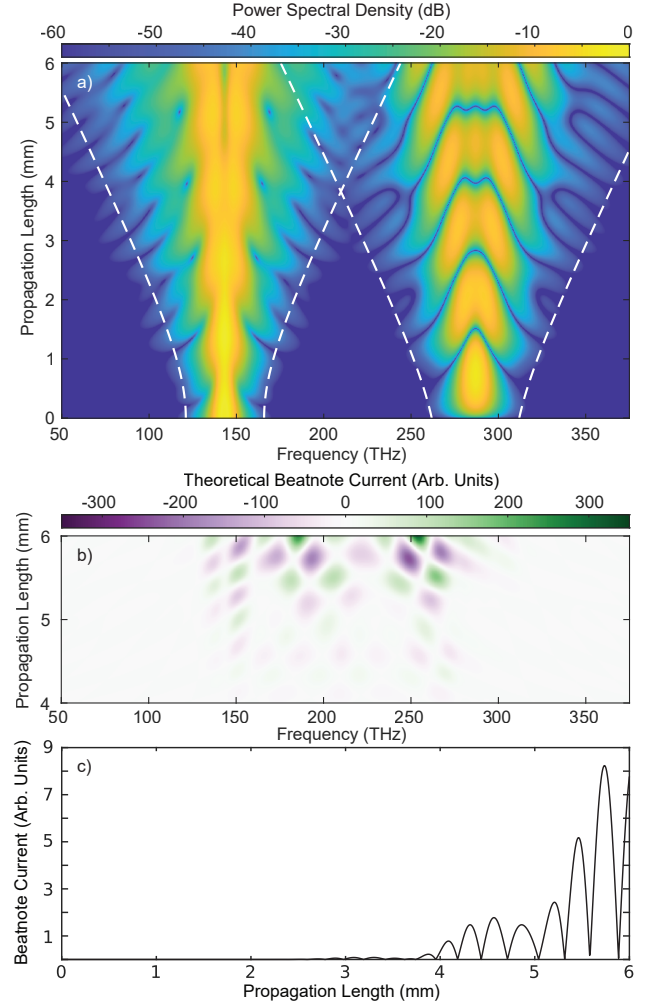 Power Spectral Density (dB)
-60 -50 -40 -30 -20 -10 0
a)
6
5
4
3
2
1
0
Propagation Length (mm)
50 100 150 200 250 300 350
Frequency (THz)
Theoretical Beatnote Current (Arb. Units)
-300 -200 -100 0 100 200 300
b)
6
5
4
Propagation Length (mm)
50 100 150 200 250 300 350
Frequency (THz)
c)
9
7
5
3
1
Beatnote Current (Arb. Units)
0 1 2 3 4 5 6
Propagation Length (mm)